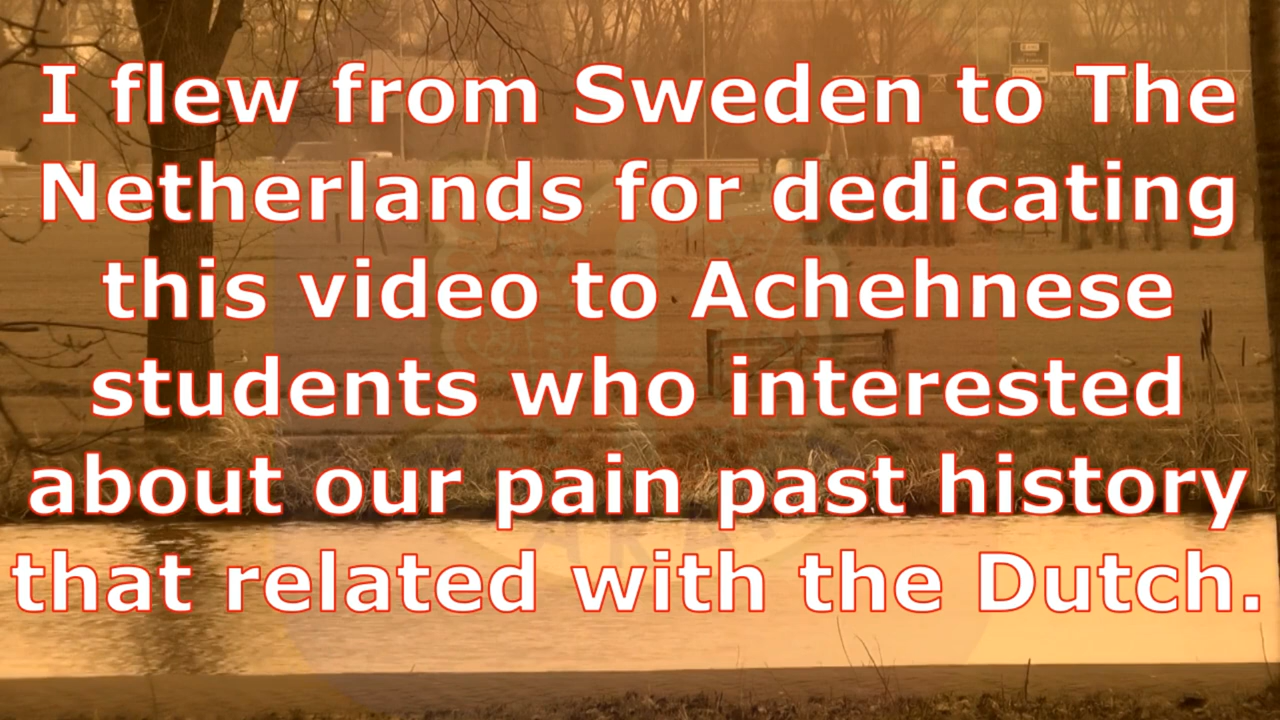 I flew from Sweden to The
Netherlands for dedicating
this video to Achehnese
students who interested
about our pain past history
that related with the Dutch.